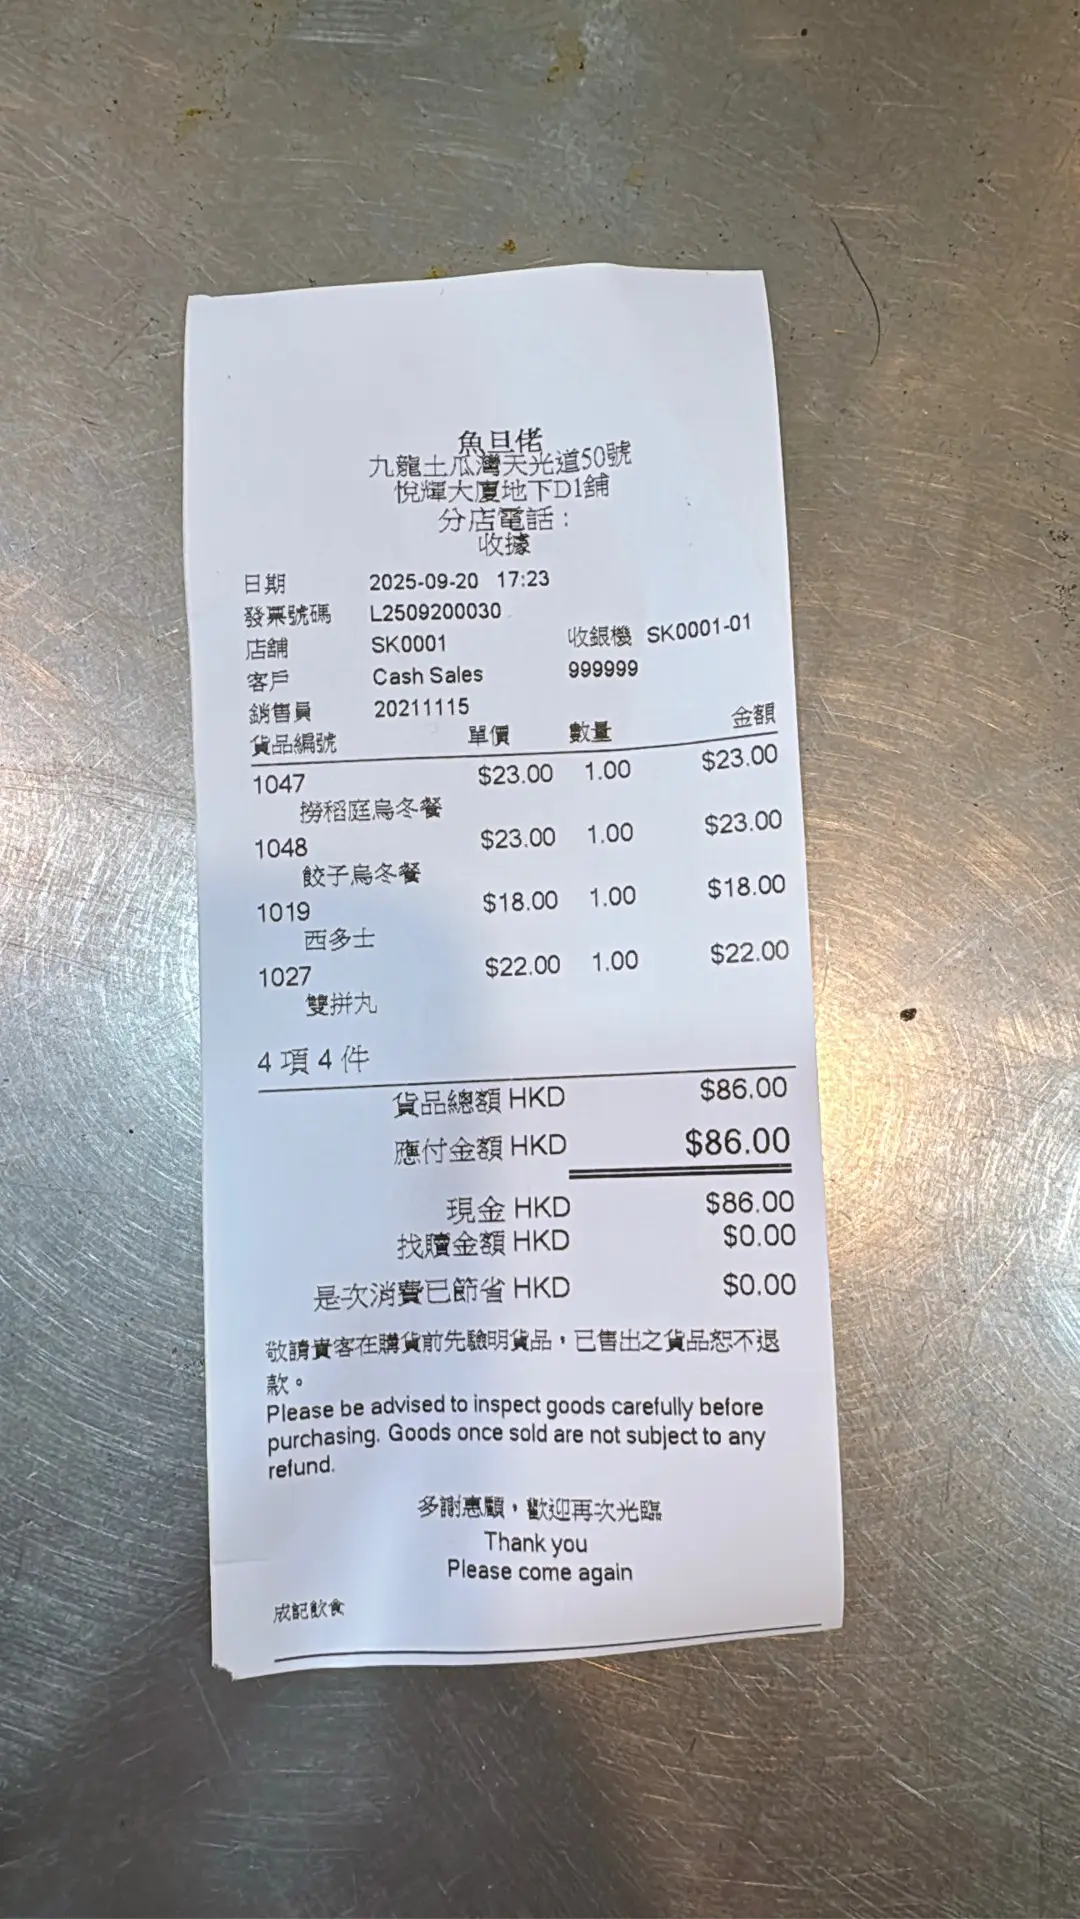 魚旦佬
九龍土瓜灣天光道50號
悅輝大廈地下D1鋪
分店電話：
收據
日期 2025-09-20 17:23
發票號碼 L2509200030
店舖 SK0001 收銀機 SK0001-01
客戶 Cash Sales 999999
銷售員 20211115
貨品編號 單價 數量 金額
1047 $23.00 1.00 $23.00
撈稻庭烏冬餐
1048 $23.00 1.00 $23.00
餃子烏冬餐
1019 $18.00 1.00 $18.00
西多士
1027 $22.00 1.00 $22.00
雙拼丸
4 項 4 件
貨品總額 HKD $86.00
應付金額 HKD $86.00
現金 HKD $86.00
找贖金額 HKD $0.00
是次消費已節省 HKD $0.00
敬請貴客在購貨前先驗明貨品，已售出之貨品恕不退
款。
Please be advised to inspect goods carefully before
purchasing. Goods once sold are not subject to any
refund.
多謝惠顧，歡迎再次光臨
Thank you
Please come again
成記飲食